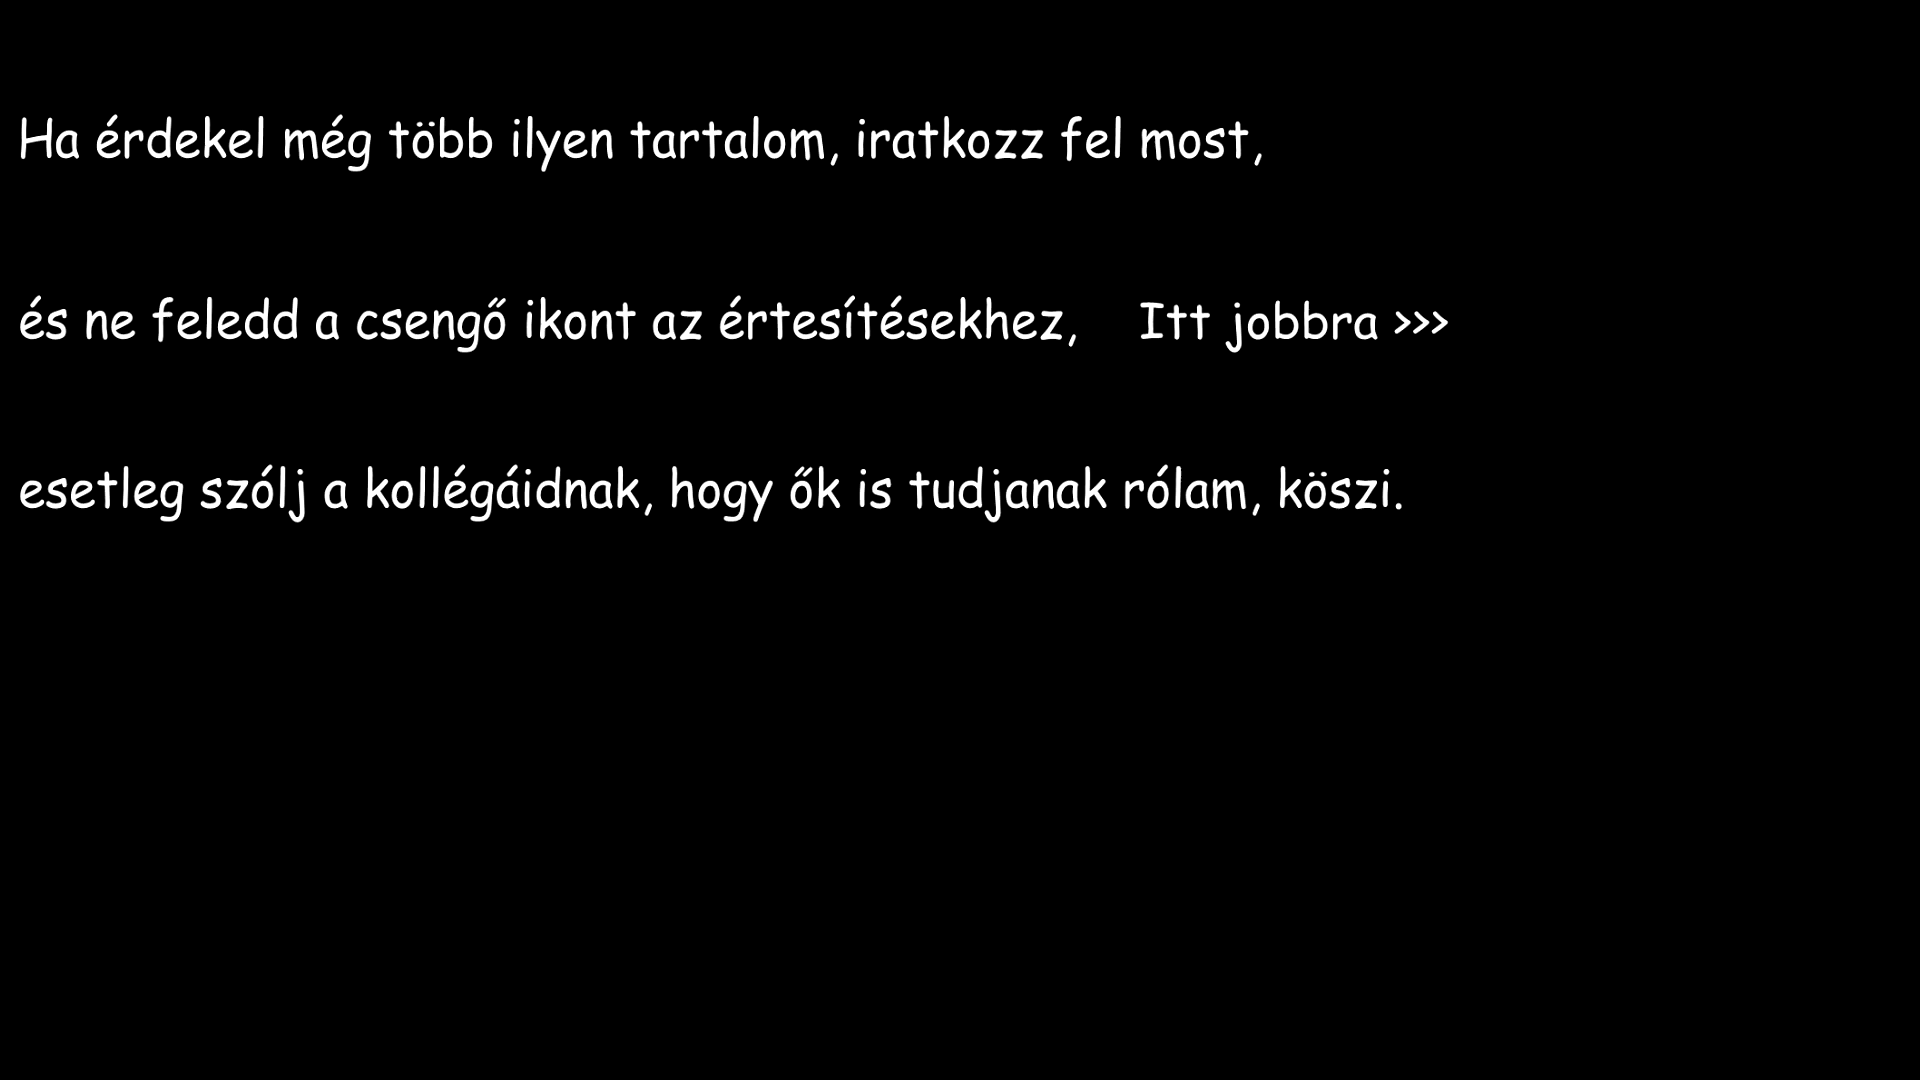 Ha érdekel még több ilyen tartalom, iratkozz fel most,
és ne feledd a csengő ikont az értesítésekhez, Itt jobbra >>>
esetleg szólj a kollégáidnak, hogy ők is tudjanak rólam, köszi.